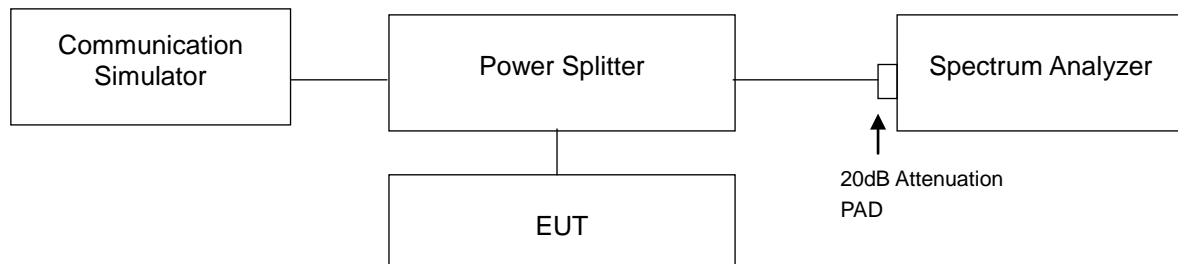 Communication
Simulator
Power Splitter
Spectrum Analyzer
20dB Attenuation
PAD
EUT